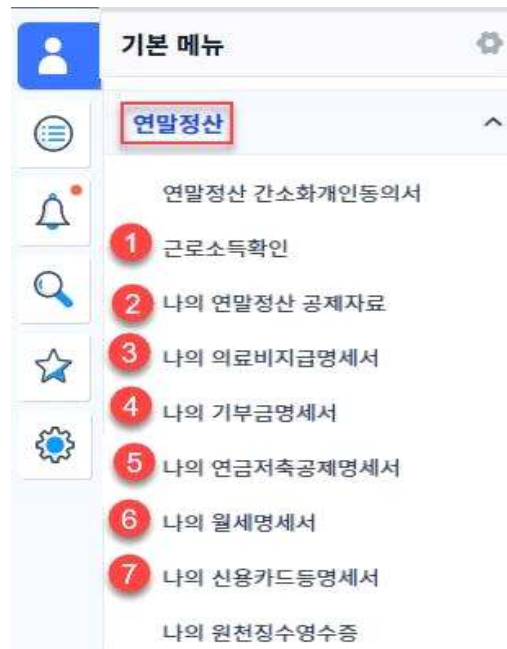 기본 메뉴
연말정산
연말정산 간소화개인동의서
1 근로소득확인
2 나의 연말정산 공제자료
3 나의 의료비지급명세서
4 나의 기부금명세서
5 나의 연금저축공제명세서
6 나의 월세명세서
7 나의 신용카드등명세서
나의 원천징수영수증